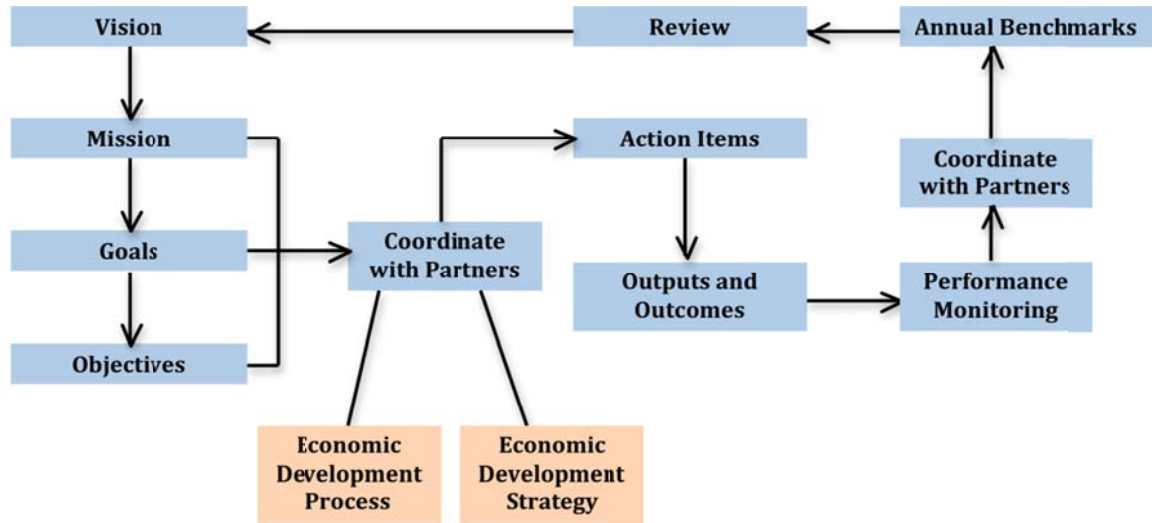 Vision
Review
Annual Benchmarks
Mission
Action Items
Coordinate
with Partners
Goals
Coordinate
with Partners
Outputs and
Outcomes
Performance
Monitoring
Objectives
Economic
Development
Process
Economic
Development
Strategy